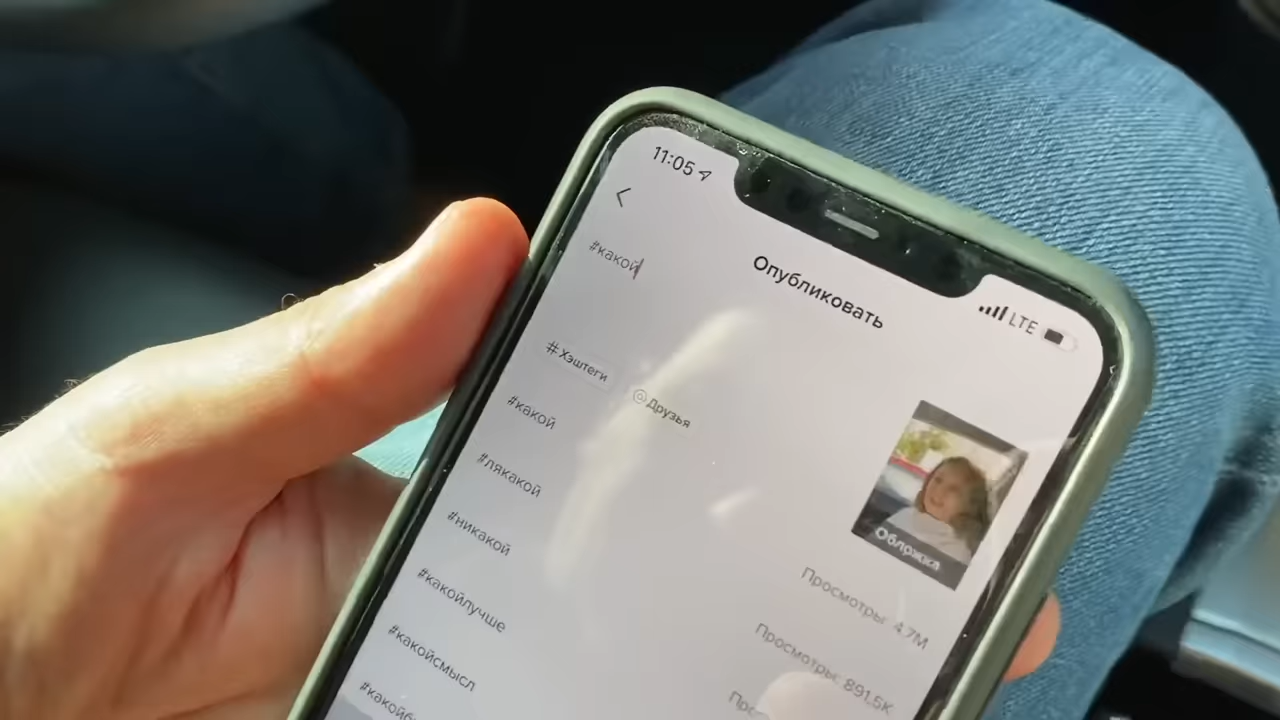 11:05
LTE
Опубликовать
#какой
Обложка
# Хэштеги
@ Друзья
#какой
Просмотры 4.7M
#лякакой
Просмотры: 891.5K
#никакой
#какойлучше
#какойсмысл